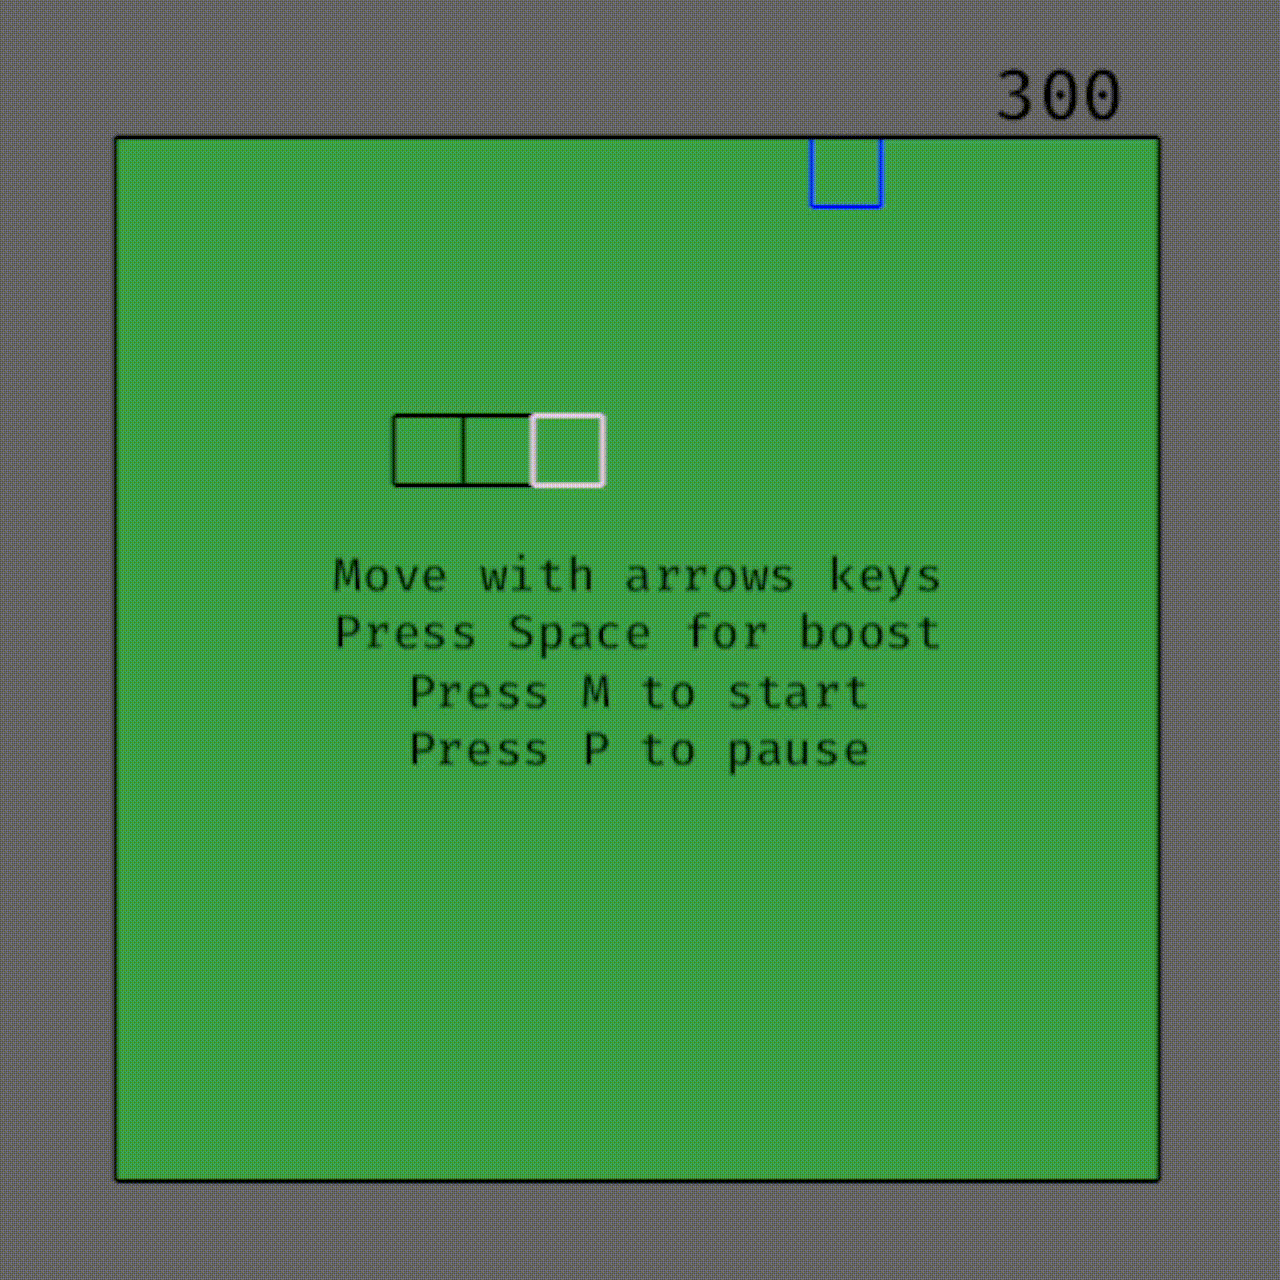 300
Move with arrows keys
Press Space for boost
Press M to start
Press P to pause